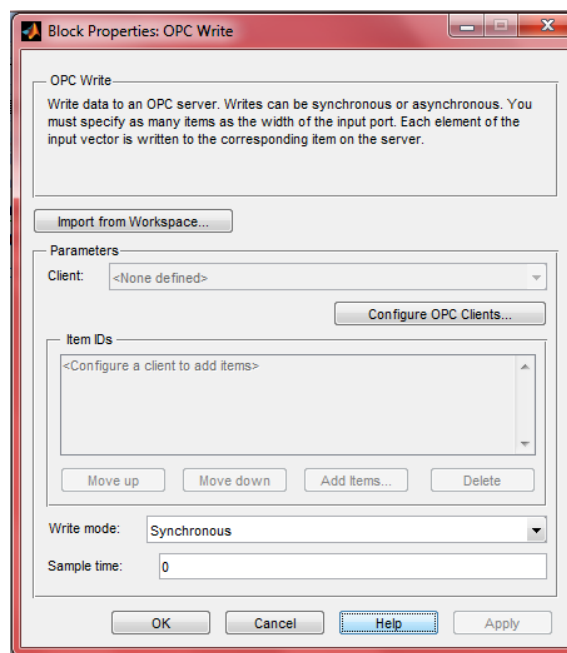 Block Properties: OPC Write
OPC Write
Write data to an OPC server. Writes can be synchronous or asynchronous. You
must specify as many items as the width of the input port. Each element of the
input vector is written to the corresponding item on the server.
Import from Workspace...
Parameters
Client:
<None defined>
Configure OPC Clients...
Item IDs
<Configure a client to add items>
Move up
Move down
Add Items...
Delete
Write mode:
Synchronous
Sample time:
0
OK
Cancel
Help
Apply